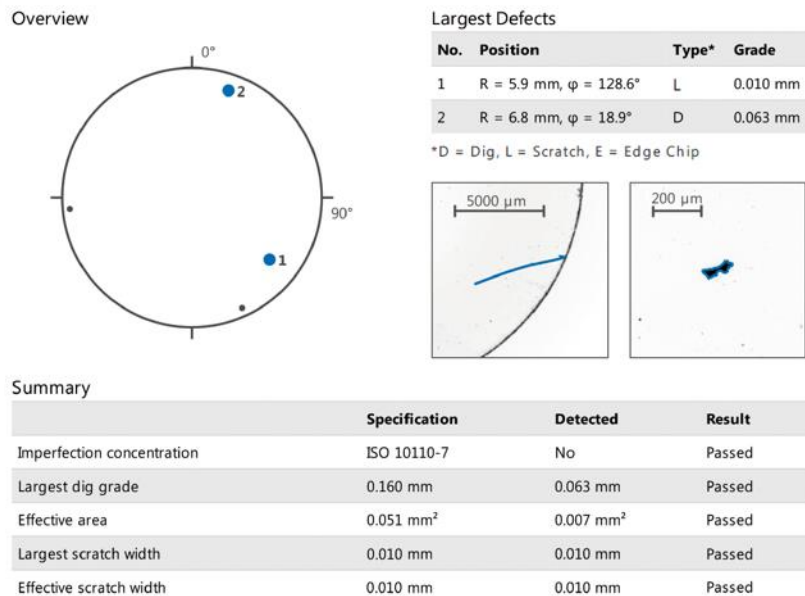 Overview
0°
2
90°
1
Largest Defects
No. Position Type* Grade
1 R = 5.9 mm, φ = 128.6° L 0.010 mm
2 R = 6.8 mm, φ = 18.9° D 0.063 mm
*D = Dig, L = Scratch, E = Edge Chip
5000 μm
200 μm
Summary
Specification Detected Result
Imperfection concentration ISO 10110-7 No Passed
Largest dig grade 0.160 mm 0.063 mm Passed
Effective area 0.051 mm² 0.007 mm² Passed
Largest scratch width 0.010 mm 0.010 mm Passed
Effective scratch width 0.010 mm 0.010 mm Passed